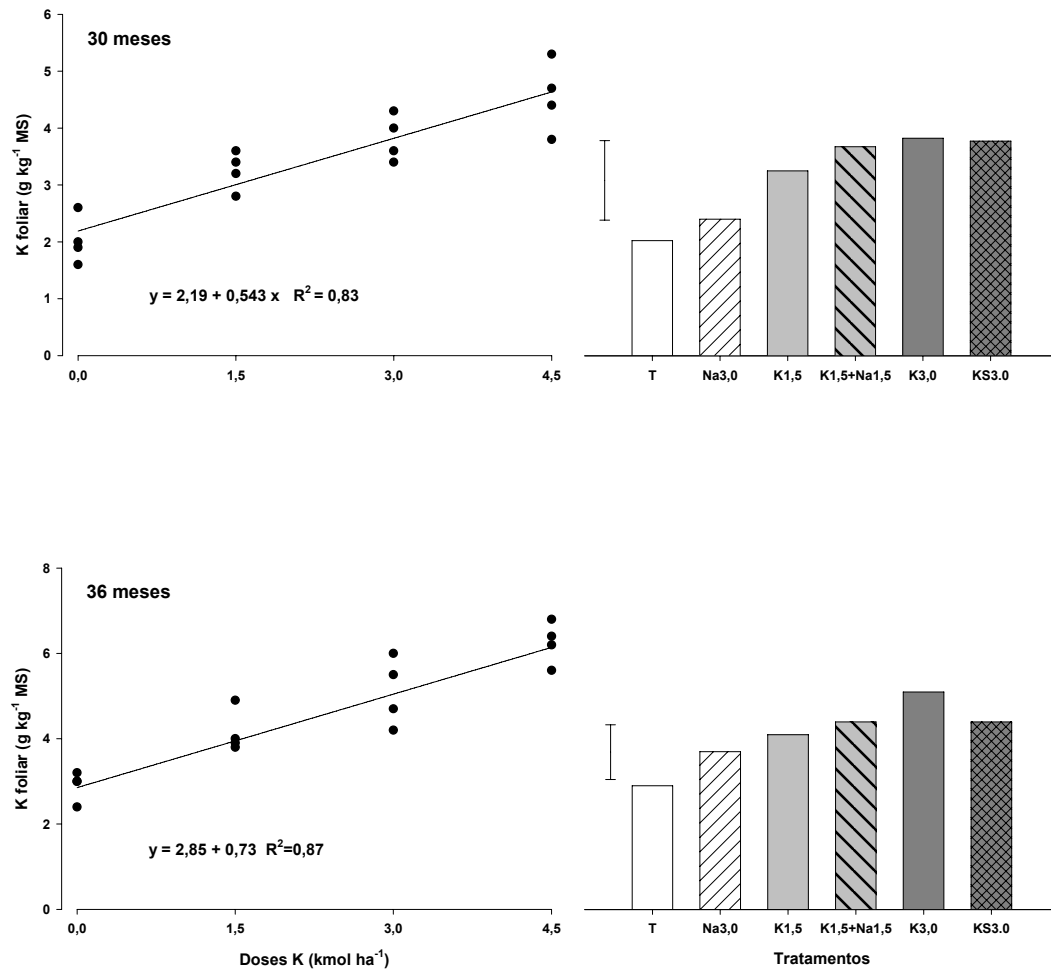 30 meses
K foliar (g kg⁻¹ MS)
6
5
4
3
2
1
0
y = 2,19 + 0,543 x R² = 0,83
0,0 1,5 3,0 4,5
T Na3,0 K1,5 K1,5+Na1,5 K3,0 KS3.0
36 meses
K foliar (g kg⁻¹ MS)
8
6
4
2
0
y = 2,85 + 0,73 R²=0,87
0,0 1,5 3,0 4,5
T Na3,0 K1,5 K1,5+Na1,5 K3,0 KS3.0
Doses K (kmol ha⁻¹)
Tratamentos